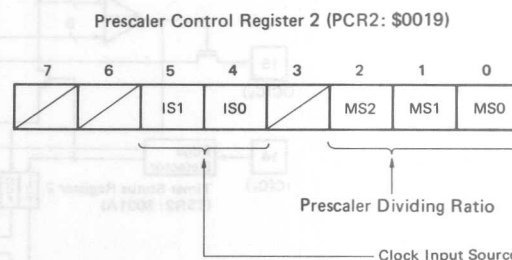 Prescaler Control Register 2 (PCR2: $0019)
7 6 5 4 3 2 1 0
IS1 IS0 MS2 MS1 MS0
Prescaler Dividing Ratio
Clock Input Source